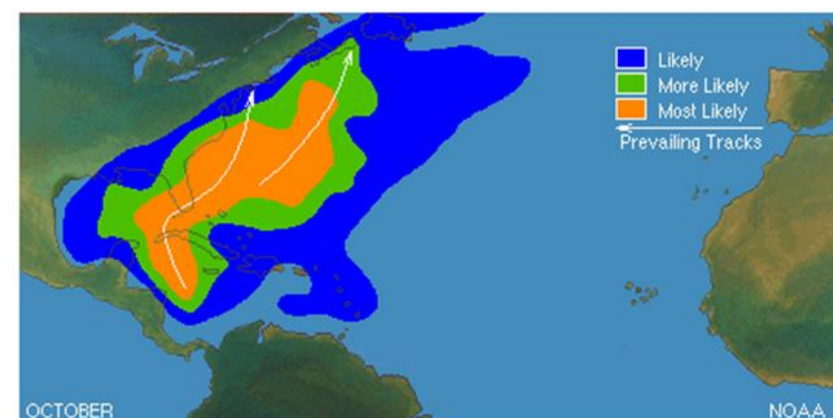 Likely
More Likely
Most Likely
Prevailing Tracks
OCTOBER
NOAA